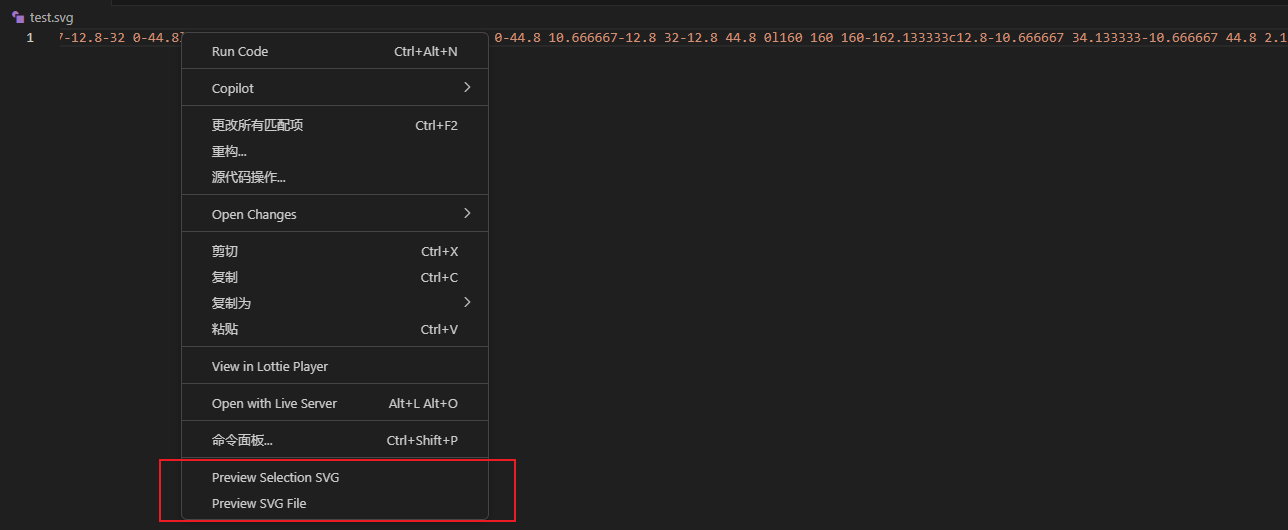 test.svg
1 7-12.8-32 0-44.8 0-44.8 10.666667-12.8 32-12.8 44.8 0l160 160 160-162.133333c12.8-10.666667 34.133333-10.666667 44.8 2.1
Run Code Ctrl+Alt+N
Copilot
更改所有匹配项 Ctrl+F2
重构...
源代码操作...
Open Changes
剪切 Ctrl+X
复制 Ctrl+C
复制为
粘贴 Ctrl+V
View in Lottie Player
Open with Live Server Alt+L Alt+O
命令面板... Ctrl+Shift+P
Preview Selection SVG
Preview SVG File